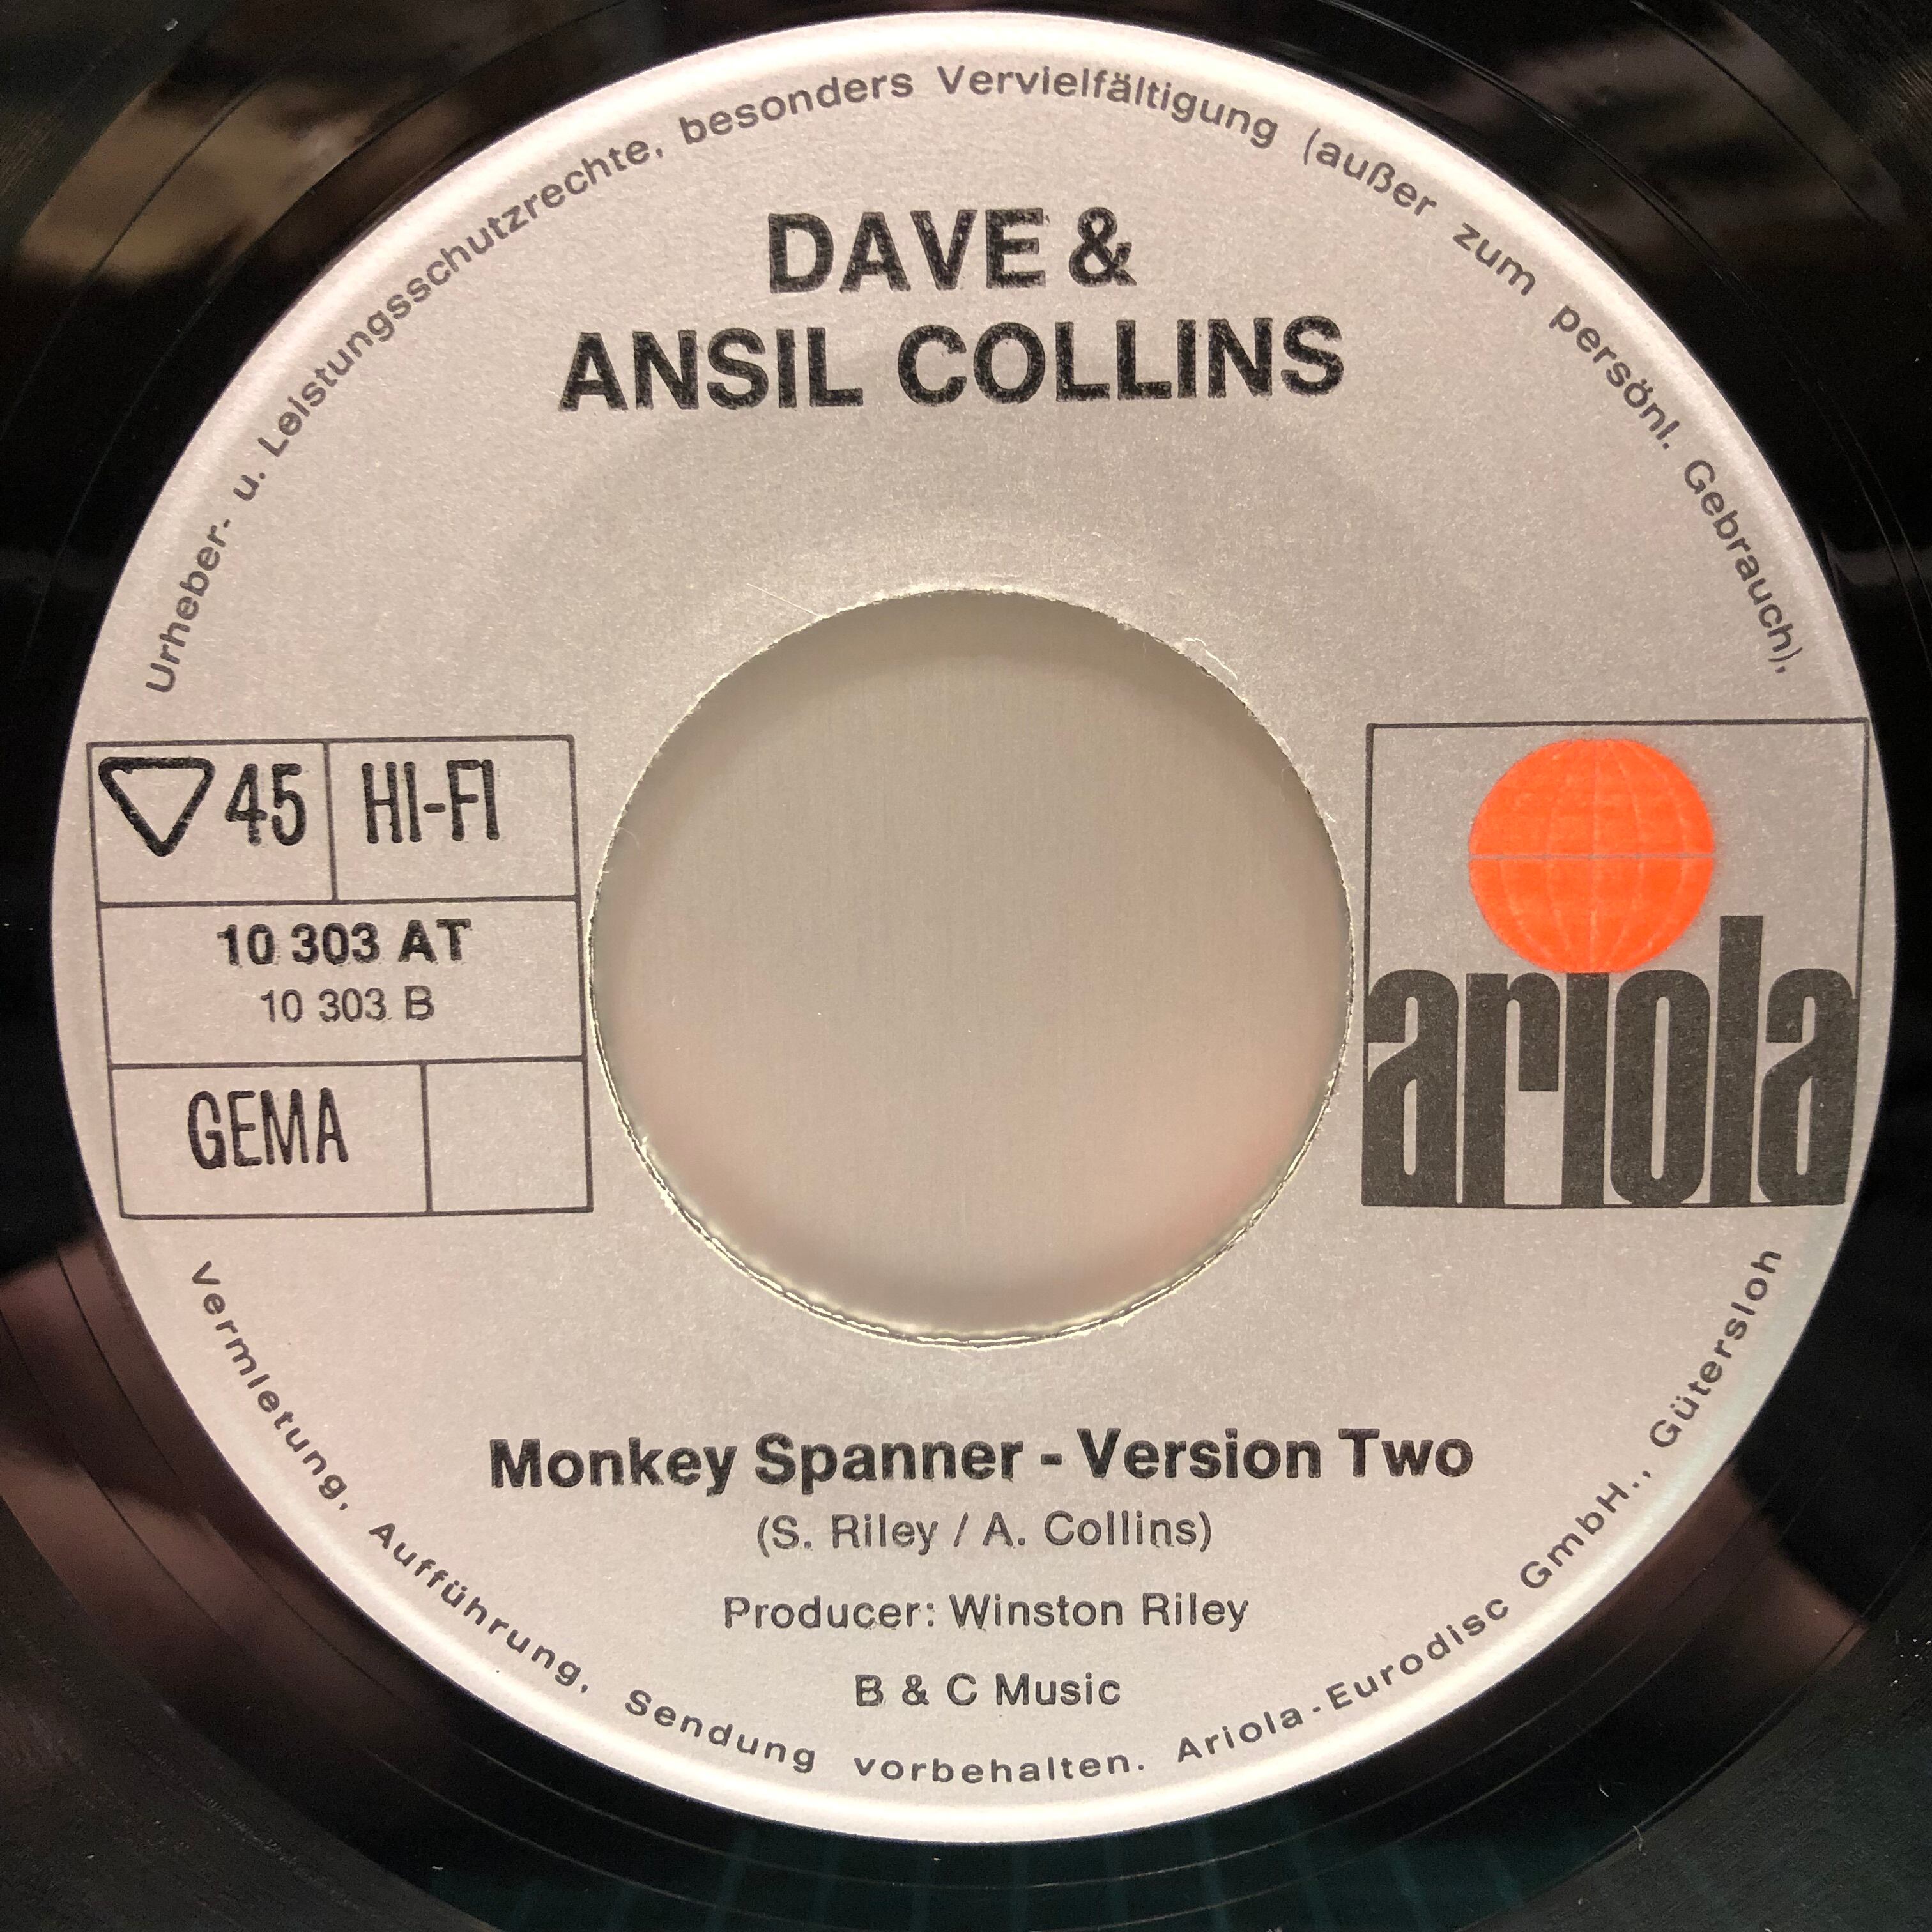 Urheber- u. Leistungsschutzrechte, besonders Vervielfältigung (außer zum persönl. Gebrauch),
DAVE &
ANSIL COLLINS
45 HI-FI
10 303 AT
10 303 B
GEMA
ariola
Monkey Spanner - Version Two
(S. Riley / A. Collins)
Producer: Winston Riley
B & C Music
Vermietung, Aufführung, Sendung vorbehalten. Ariola-Eurodisc GmbH., Gütersloh